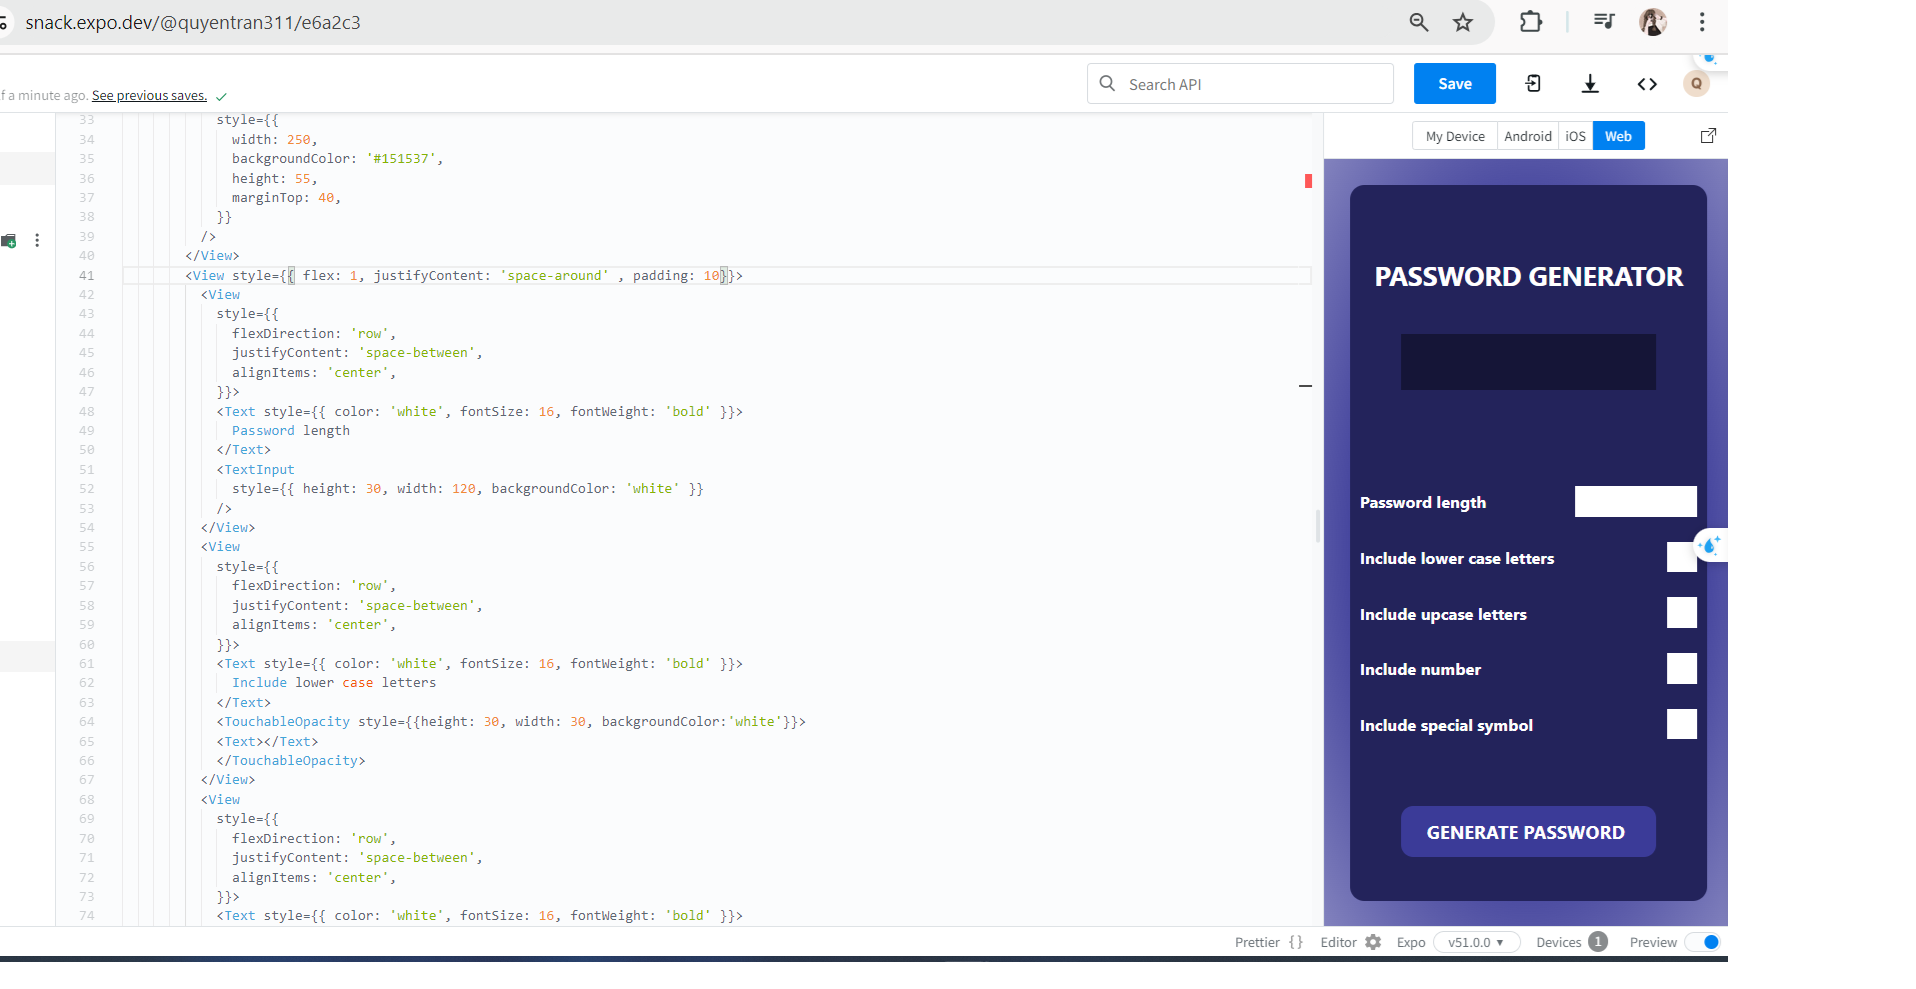 snack.expo.dev/@quyentran311/e6a2c3
f a minute ago. See previous saves.
Search API
Save
Q
My Device
Android
iOS
Web
33 style={{
34 width: 250,
35 backgroundColor: '#151537',
36 height: 55,
37 marginTop: 40,
38 }}
39 />
40 </View>
41 <View style={{ flex: 1, justifyContent: 'space-around' , padding: 10}}>
42 <View
43 style={{
44 flexDirection: 'row',
45 justifyContent: 'space-between',
46 alignItems: 'center',
47 }}>
48 <Text style={{ color: 'white', fontSize: 16, fontWeight: 'bold' }}>
49 Password length
50 </Text>
51 <TextInput
52 style={{ height: 30, width: 120, backgroundColor: 'white' }}
53 />
54 </View>
55 <View
56 style={{
57 flexDirection: 'row',
58 justifyContent: 'space-between',
59 alignItems: 'center',
60 }}>
61 <Text style={{ color: 'white', fontSize: 16, fontWeight: 'bold' }}>
62 Include lower case letters
63 </Text>
64 <TouchableOpacity style={{height: 30, width: 30, backgroundColor:'white'}}>
65 <Text></Text>
66 </TouchableOpacity>
67 </View>
68 <View
69 style={{
70 flexDirection: 'row',
71 justifyContent: 'space-between',
72 alignItems: 'center',
73 }}>
74 <Text style={{ color: 'white', fontSize: 16, fontWeight: 'bold' }}>
PASSWORD GENERATOR
Password length
Include lower case letters
Include upcase letters
Include number
Include special symbol
GENERATE PASSWORD
Prettier {} Editor Expo v51.0.0 Devices 1 Preview